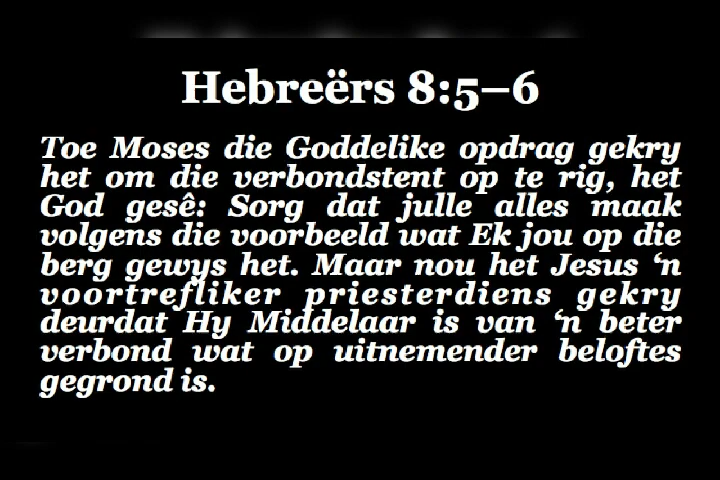 Hebreërs 8:5–6
Toe Moses die Goddelike opdrag gekry
het om die verbondstent op te rig, het
God gesê: Sorg dat julle alles maak
volgens die voorbeeld wat Ek jou op die
berg gewys het. Maar nou het Jesus ‘n
voortrefliker priesterdiens gekry
deurdat Hy Middelaar is van ‘n beter
verbond wat op uitnemender beloftes
gegrond is.